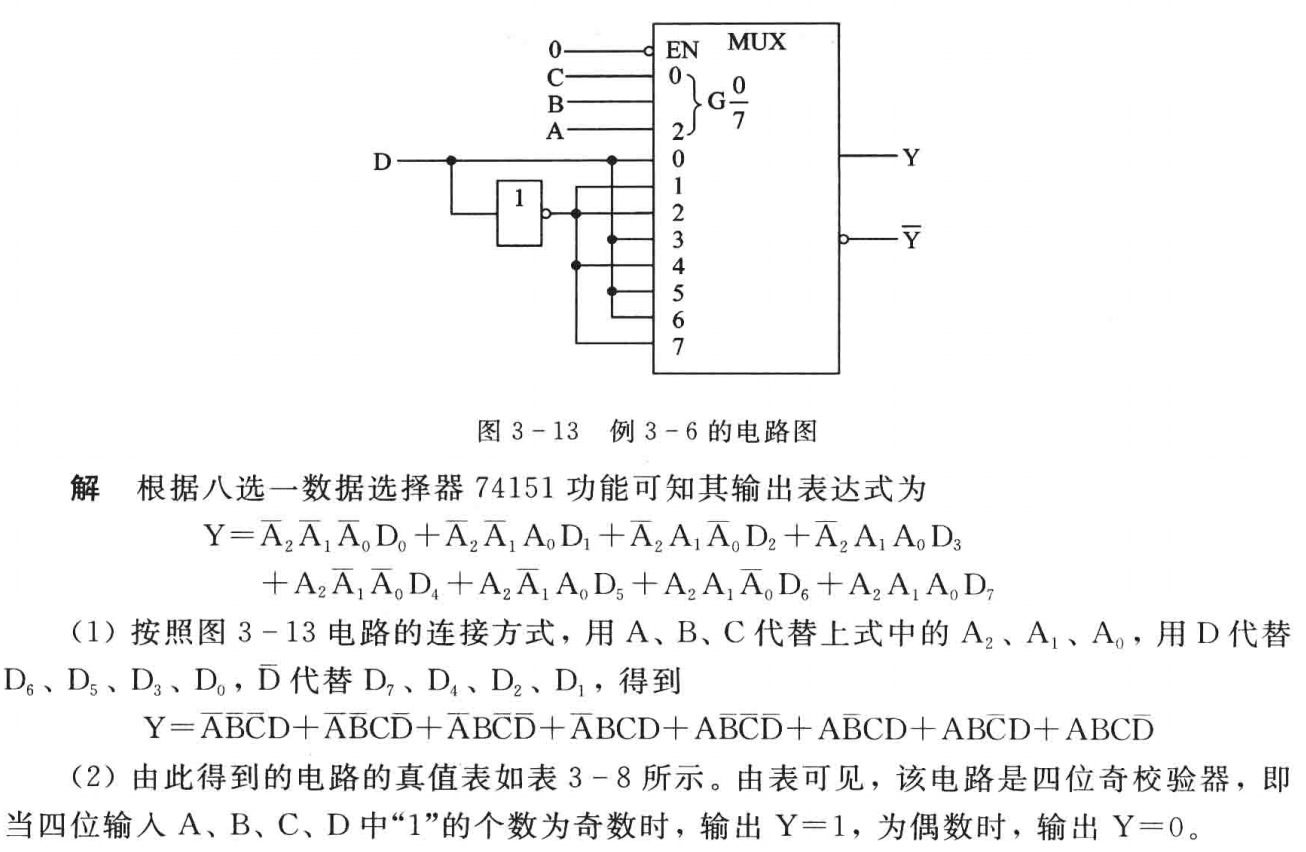 0 EN MUX
C 0 G 0/7
B
A 2
D 0 Y
1
1 2
3 Y̅
4
5
6
7
图 3-13 例 3-6 的电路图
解 根据八选一数据选择器 74151 功能可知其输出表达式为
Y=A̅₂A̅₁A̅₀D₀+A̅₂A̅₁A₀D₁+A̅₂A₁A̅₀D₂+A̅₂A₁A₀D₃
+A₂A̅₁A̅₀D₄+A₂A̅₁A₀D₅+A₂A₁A̅₀D₆+A₂A₁A₀D₇
(1) 按照图 3-13 电路的连接方式，用 A、B、C 代替上式中的 A₂、A₁、A₀，用 D 代替
D₆、D₅、D₃、D₀，D̅ 代替 D₇、D₄、D₂、D₁，得到
Y=A̅B̅C̅D+A̅B̅CD̅+A̅BC̅D̅+A̅BCD+AB̅C̅D̅+AB̅CD+ABC̅D+ABCD̅
(2) 由此得到的电路的真值表如表 3-8 所示。由表可见，该电路是四位奇校验器，即
当四位输入 A、B、C、D 中“1”的个数为奇数时，输出 Y=1，为偶数时，输出 Y=0。